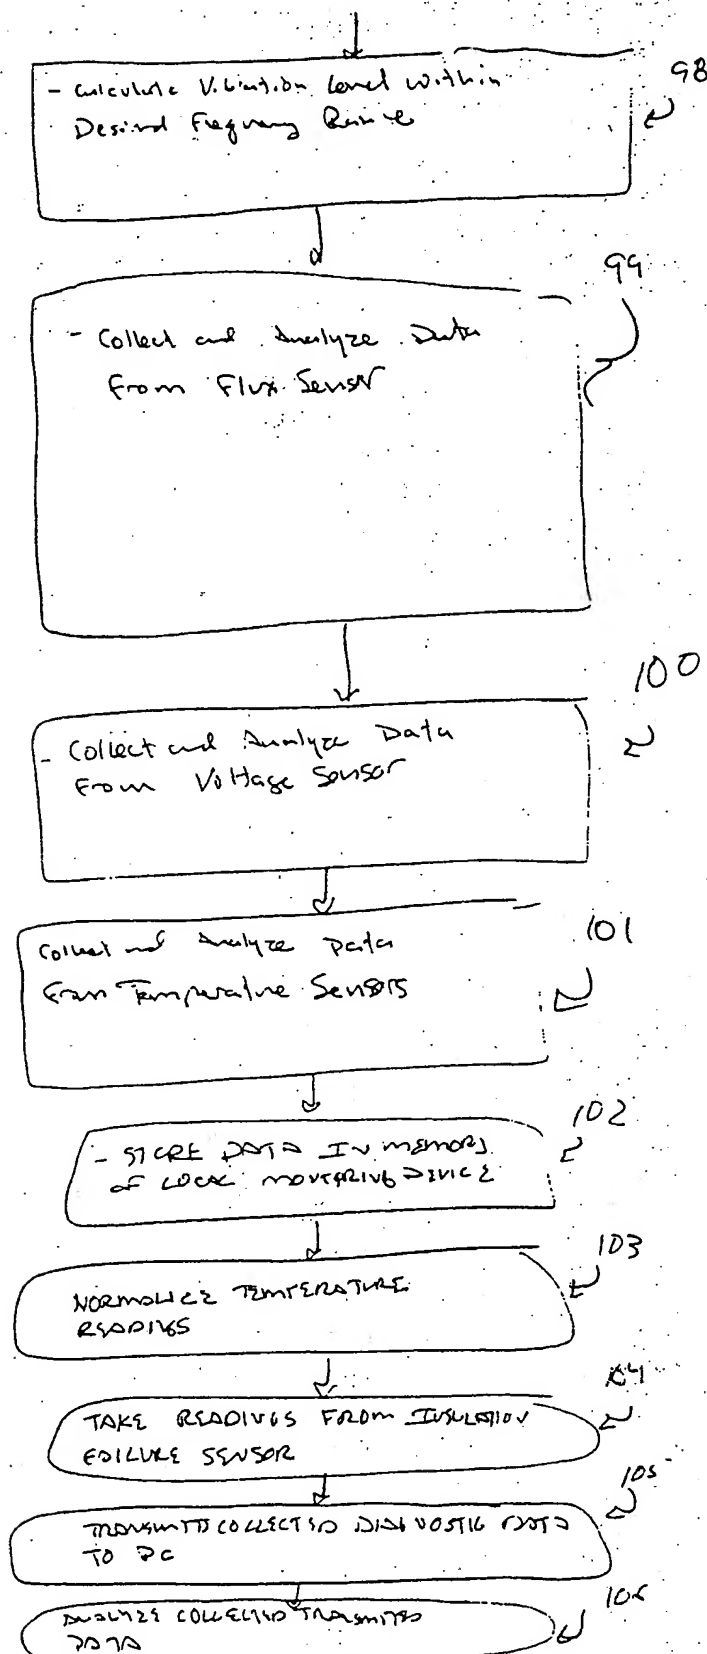 - Calculate Vibration Level within
Desired Frequency Range
98
- Collect and Analyze Data
From Flux Sensor
99
- Collect and Analyze Data
From Voltage Sensor
100
Collect and Analyze Data
From Temperature Sensors
101
- STORE DATA IN MEMORY
OF LOCAL MONITORING DEVICE
102
NORMALIZE TEMPERATURE
READINGS
103
TAKE READINGS FROM INSULATION
FAILURE SENSOR
104
TRANSMIT COLLECTED DIAGNOSTIC DATA
TO PC
105
ANALYZE COLLECTED TRANSMITTED
DATA
106